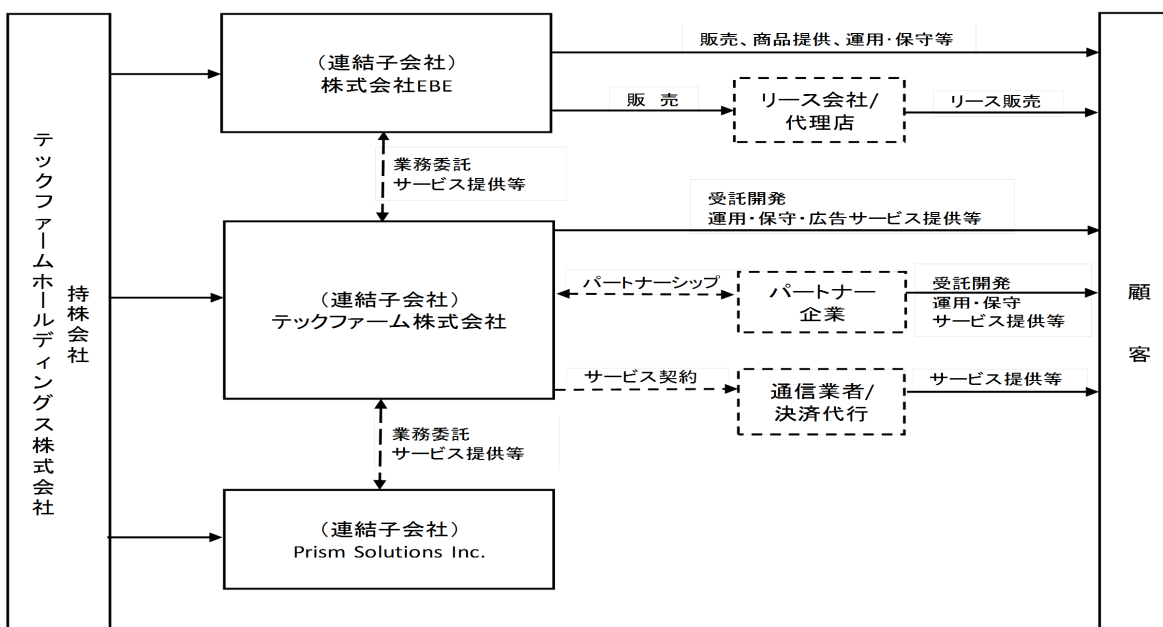 テックファームホールディングス株式会社
持株会社
（連結子会社）
株式会社EBE
販売、商品提供、運用・保守等
販 売
リース会社/
代理店
リース販売
業務委託
サービス提供等
（連結子会社）
テックファーム株式会社
受託開発
運用・保守・広告サービス提供等
パートナーシップ
パートナー
企業
受託開発
運用・保守
サービス提供等
サービス契約
通信業者/
決済代行
サービス提供等
業務委託
サービス提供等
（連結子会社）
Prism Solutions Inc.
顧 客